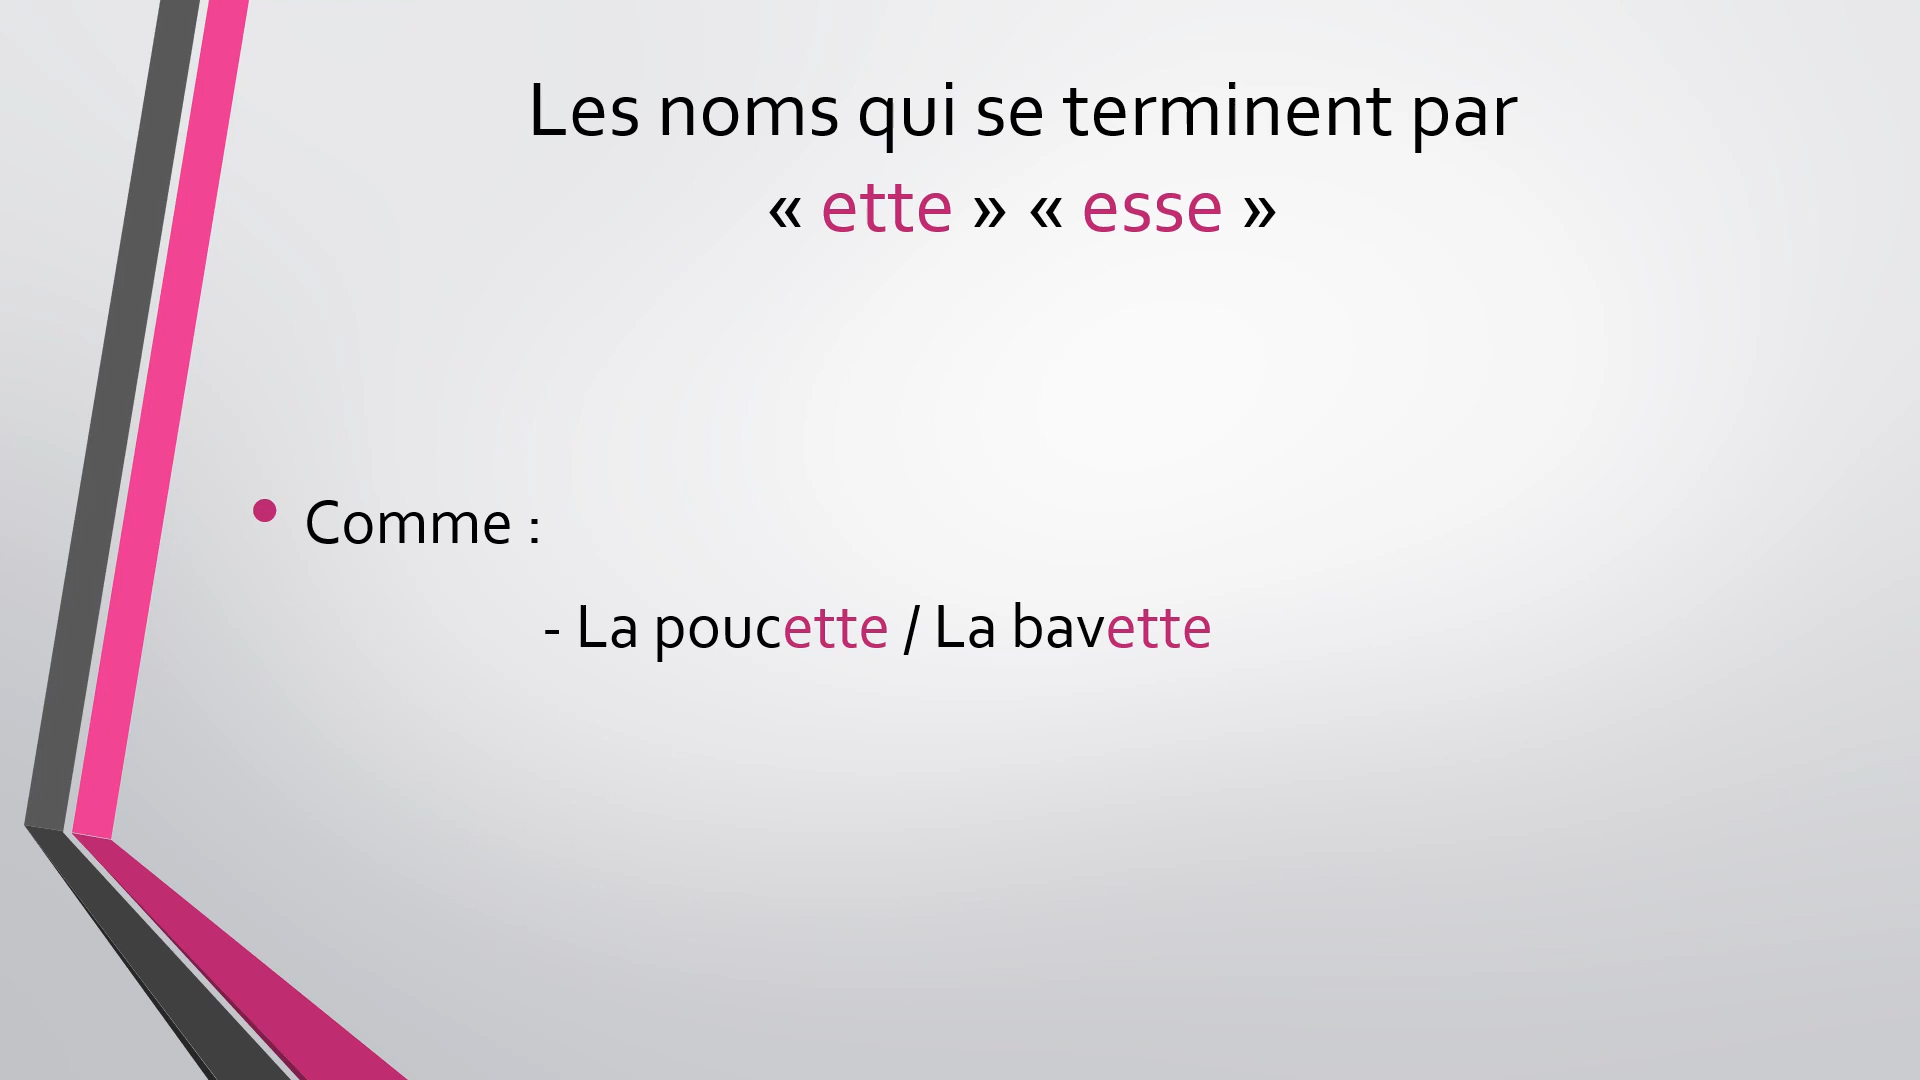 Les noms qui se terminent par
« ette » « esse »
• Comme :
- La poucette / La bavette